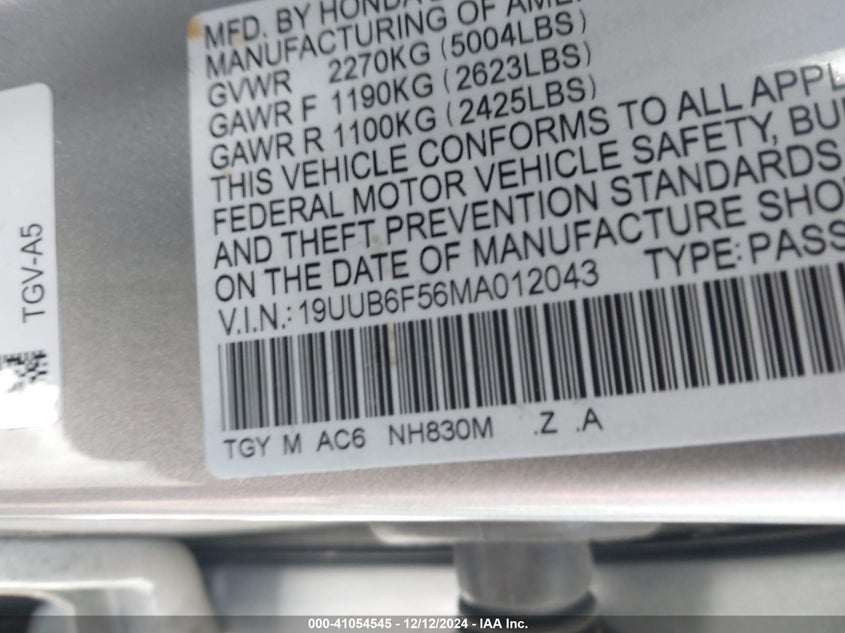 MFD. BY HONDA
MANUFACTURING OF AME
GVWR 2270KG (5004LBS)
GAWR F 1190KG (2623LBS)
GAWR R 1100KG (2425LBS)
THIS VEHICLE CONFORMS TO ALL APPL
FEDERAL MOTOR VEHICLE SAFETY, BU
AND THEFT PREVENTION STANDARDS
ON THE DATE OF MANUFACTURE SHO
V.I.N.: 19UUB6F56MA012043 TYPE: PASS
TGY M AC6 NH830M .Z .A
TGV-A5
000-41054545 - 12/12/2024 - IAA Inc.